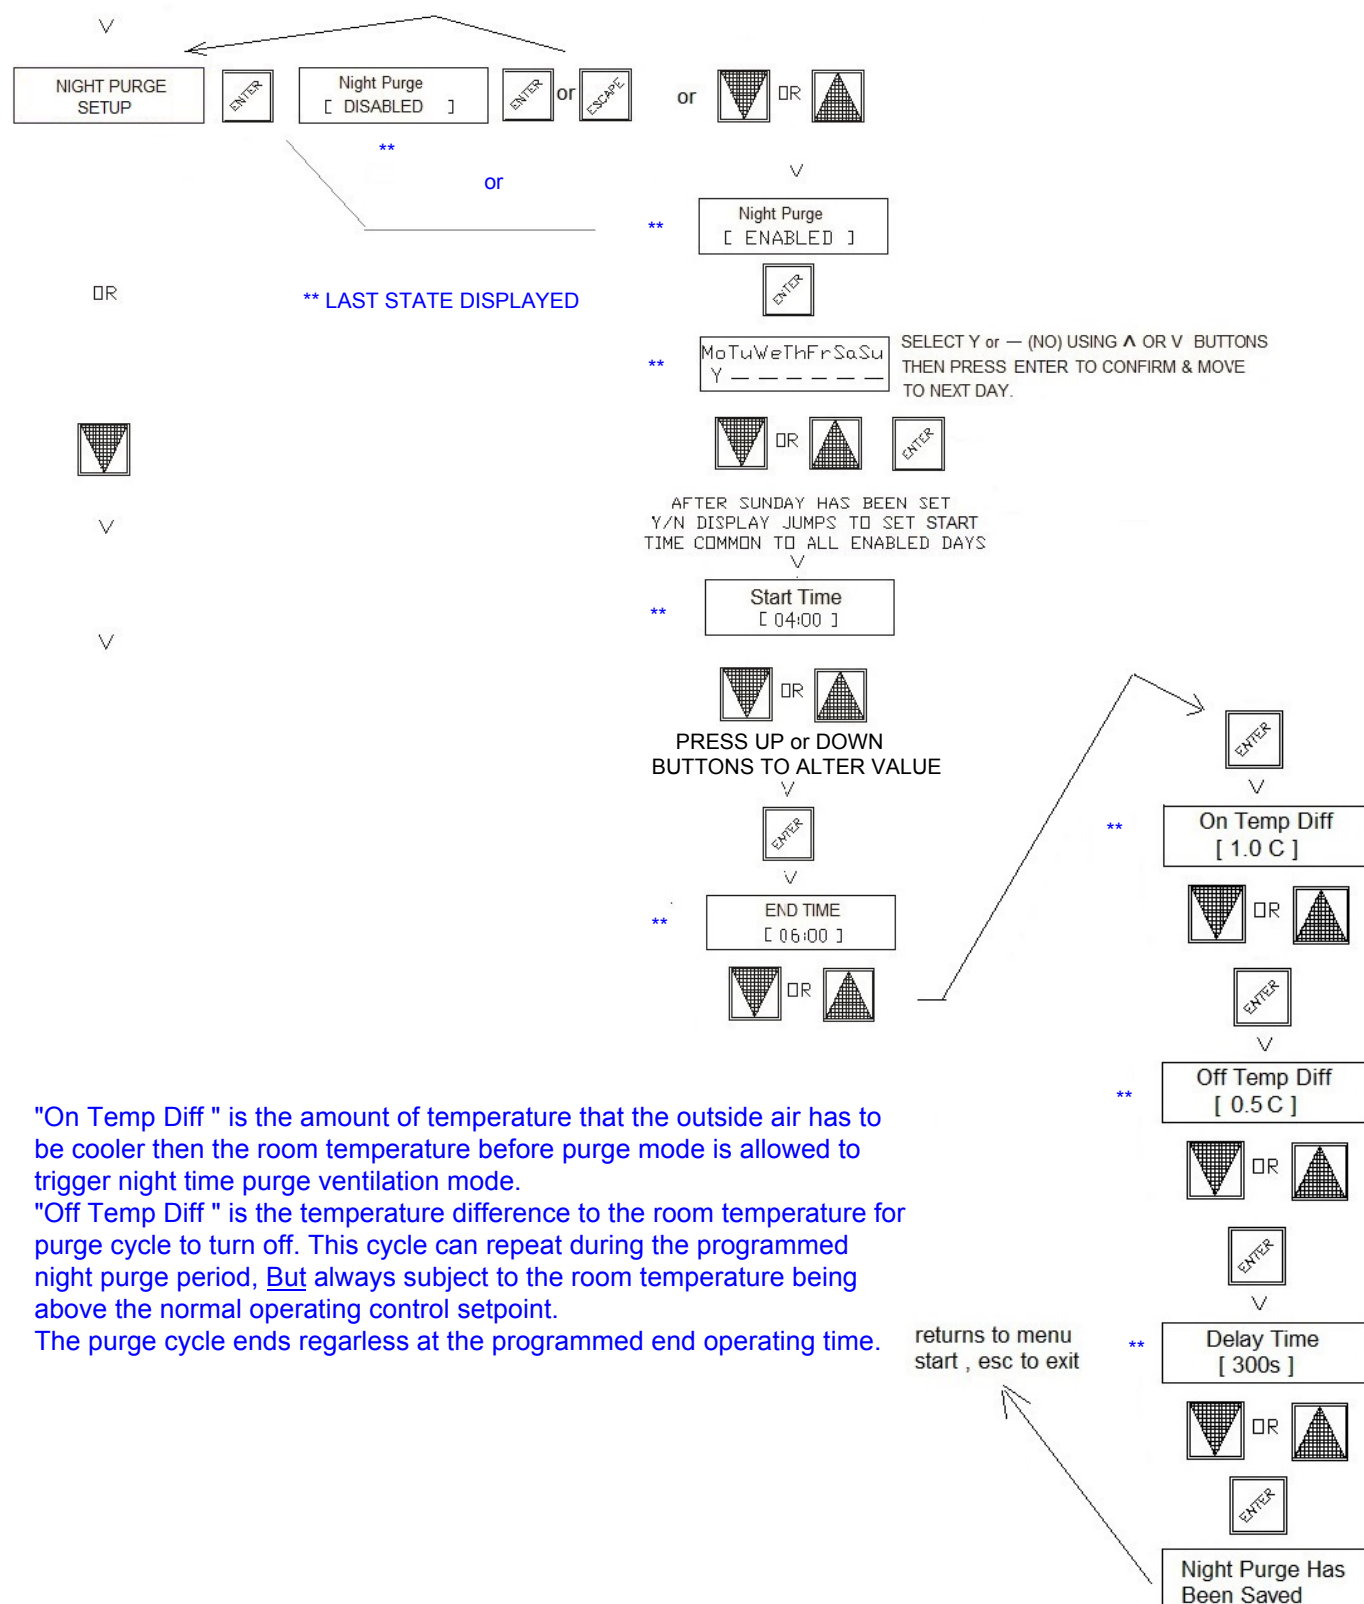 NIGHT PURGE
SETUP
ENTER
Night Purge
[ DISABLED ]
ENTER
or
ESCAPE
or
OR
**
or
**
Night Purge
[ ENABLED ]
ENTER
OR
** LAST STATE DISPLAYED
**
MoTuWeThFrSaSu
Y — — — — — —
SELECT Y or — (NO) USING Λ OR V BUTTONS
THEN PRESS ENTER TO CONFIRM & MOVE
TO NEXT DAY.
OR
ENTER
AFTER SUNDAY HAS BEEN SET
Y/N DISPLAY JUMPS TO SET START
TIME COMMON TO ALL ENABLED DAYS
**
Start Time
[ 04:00 ]
OR
PRESS UP or DOWN
BUTTONS TO ALTER VALUE
ENTER
**
END TIME
[ 06:00 ]
OR
ENTER
**
On Temp Diff
[ 1.0 C ]
OR
ENTER
**
Off Temp Diff
[ 0.5 C ]
OR
ENTER
**
Delay Time
[ 300s ]
OR
ENTER
Night Purge Has
Been Saved
returns to menu
start , esc to exit
"On Temp Diff " is the amount of temperature that the outside air has to
be cooler then the room temperature before purge mode is allowed to
trigger night time purge ventilation mode.
"Off Temp Diff " is the temperature difference to the room temperature for
purge cycle to turn off. This cycle can repeat during the programmed
night purge period, But always subject to the room temperature being
above the normal operating control setpoint.
The purge cycle ends regarless at the programmed end operating time.